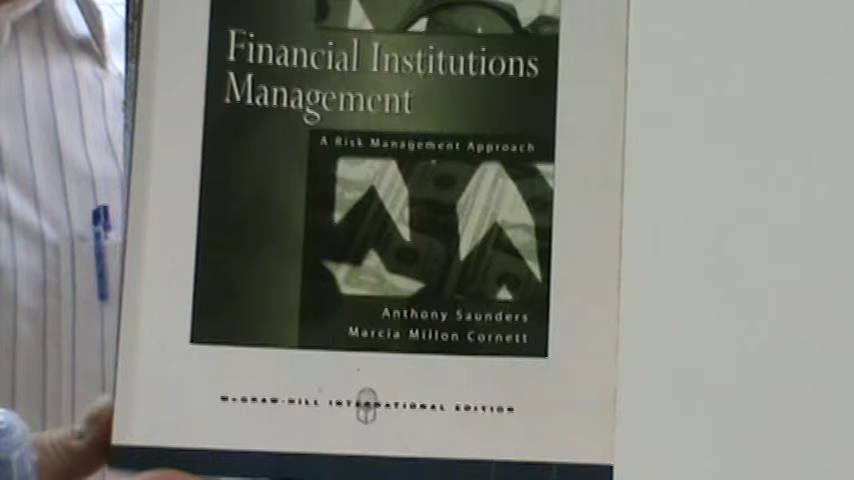 Financial Institutions
Management
A Risk Management Approach
Anthony Saunders
Marcia Millon Cornett
McGRAW-HILL INTERNATIONAL EDITION